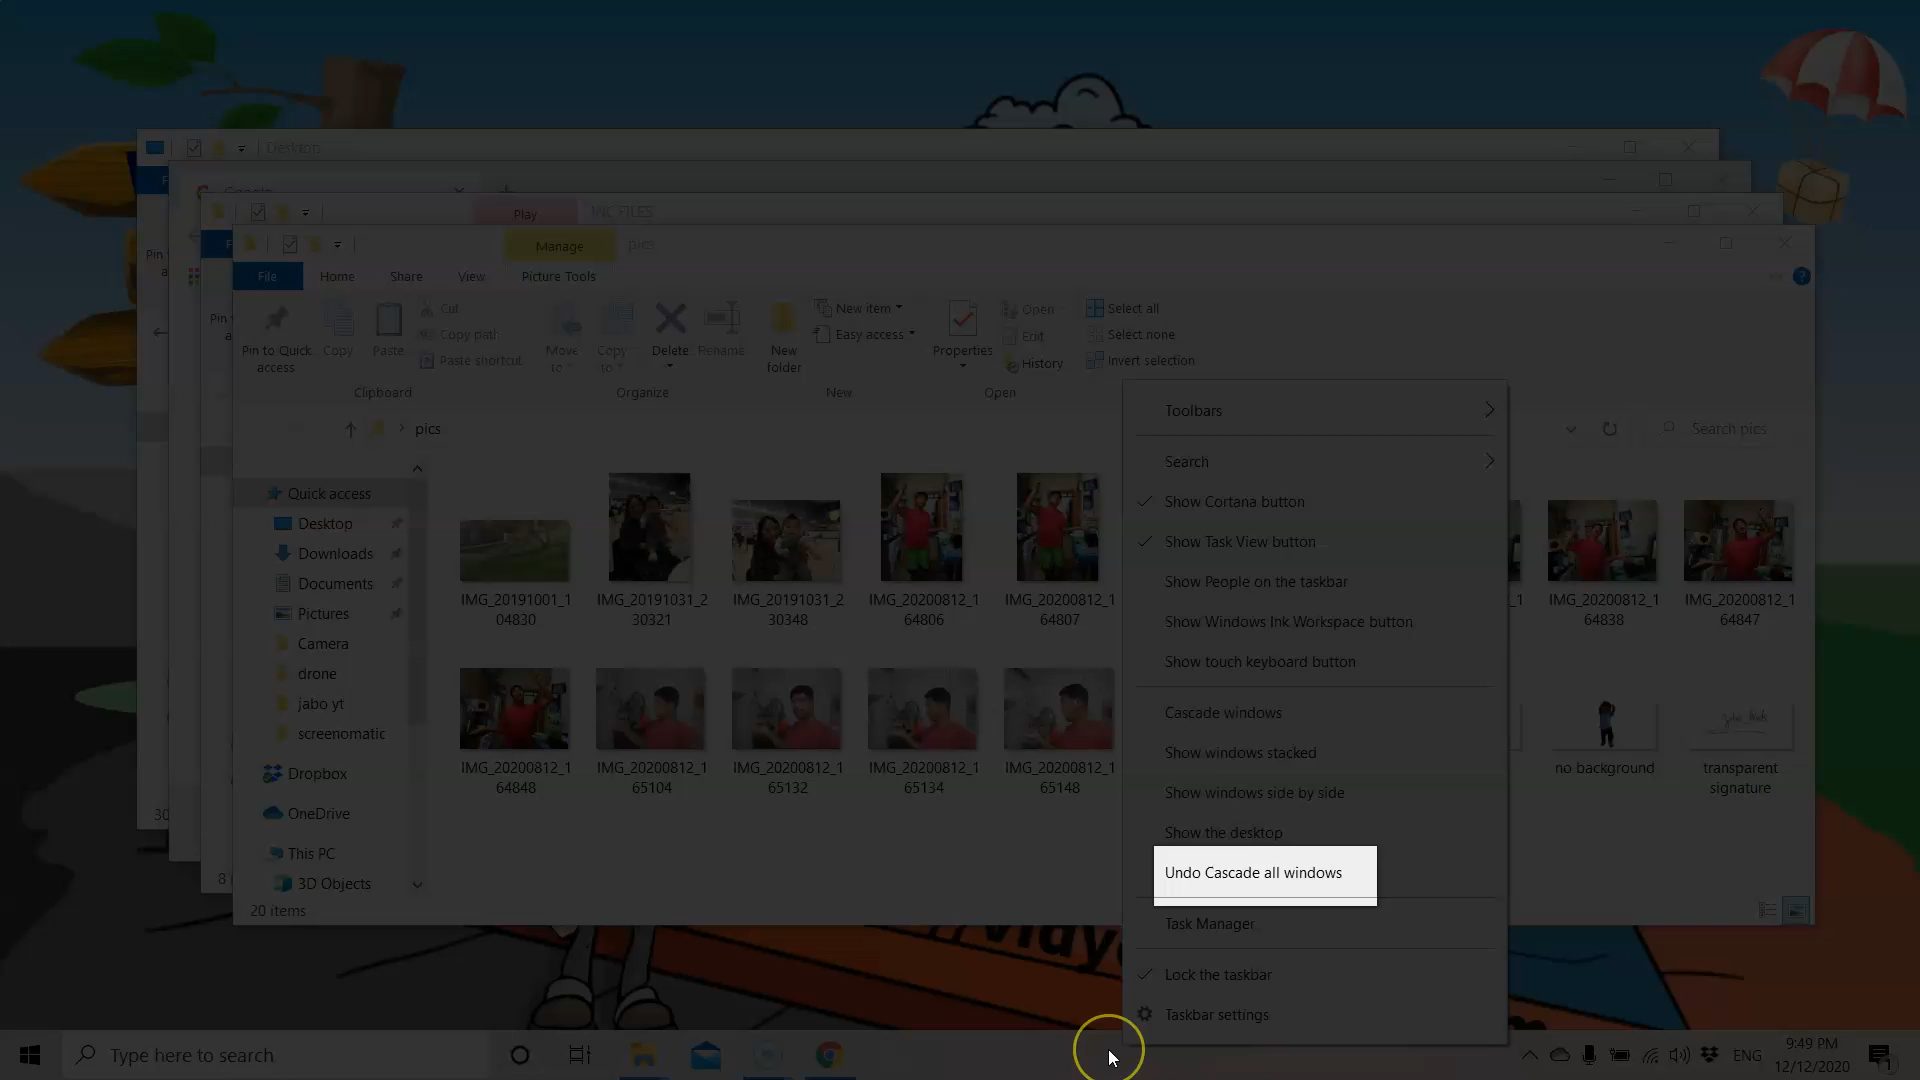 Desktop
Google
Play
PIC FILES
Manage
pics
File
Home
Share
View
Picture Tools
Pin to Quick access
Copy
Paste
Cut
Copy path
Paste shortcut
Clipboard
Move to
Copy to
Delete
Rename
Organize
New folder
New item
Easy access
New
Properties
Open
Edit
History
Open
Select all
Select none
Invert selection
pics
Search pics
Quick access
Desktop
Downloads
Documents
Pictures
Camera
drone
jabo yt
screenomatic
Dropbox
OneDrive
This PC
3D Objects
20 items
IMG_20191001_1
04830
IMG_20191031_2
30321
IMG_20191031_2
30348
IMG_20200812_1
64806
IMG_20200812_1
64807
IMG_20200812_1
64838
IMG_20200812_1
64847
IMG_20200812_1
64848
IMG_20200812_1
65104
IMG_20200812_1
65132
IMG_20200812_1
65134
IMG_20200812_1
65148
no background
transparent
signature
Toolbars
Search
Show Cortana button
Show Task View button
Show People on the taskbar
Show Windows Ink Workspace button
Show touch keyboard button
Cascade windows
Show windows stacked
Show windows side by side
Show the desktop
Undo Cascade all windows
Task Manager
Lock the taskbar
Taskbar settings
Type here to search
ENG
9:49 PM
12/12/2020
1